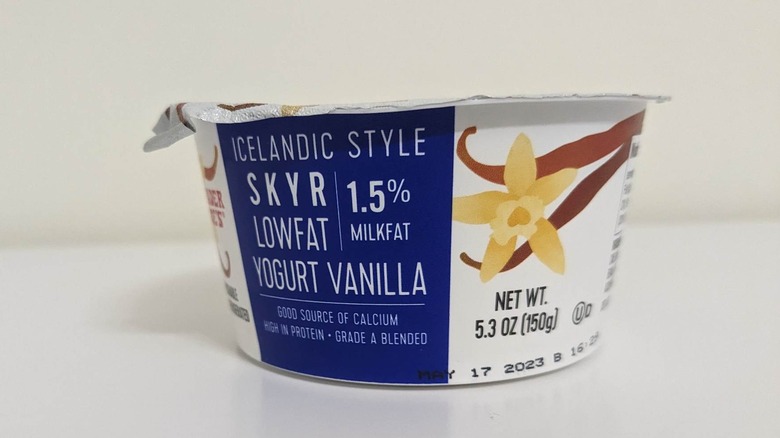 ICELANDIC STYLE
SKYR
LOWFAT
1.5%
MILKFAT
YOGURT VANILLA
GOOD SOURCE OF CALCIUM
HIGH IN PROTEIN • GRADE A BLENDED
NET WT.
5.3 OZ (150g)
U D
MAY 17 2023 B